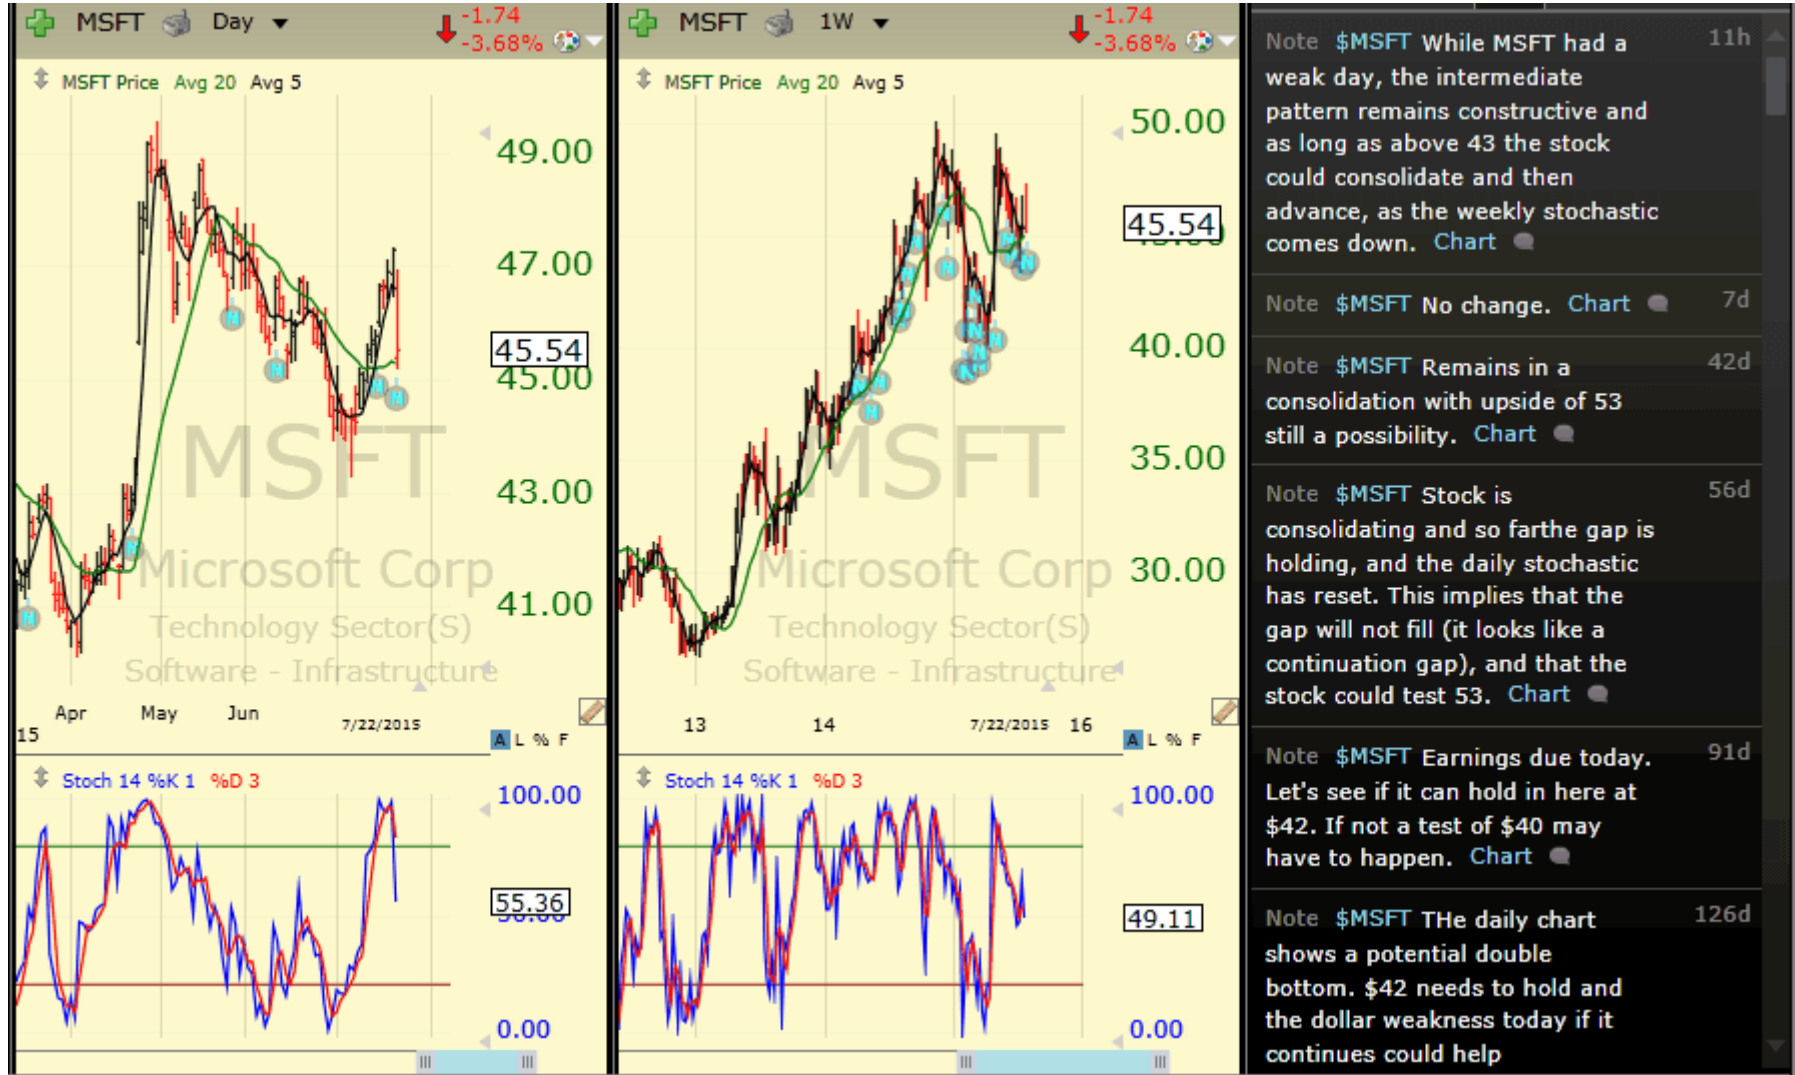 MSFT Day
-1.74
-3.68%
MSFT Price Avg 20 Avg 5
49.00
47.00
45.54
45.00
43.00
41.00
MSFT
Microsoft Corp
Technology Sector(S)
Software - Infrastructure
Apr May Jun 7/22/2015
15
A L % F
Stoch 14 %K 1 %D 3
100.00
55.36
0.00
MSFT 1W
-1.74
-3.68%
MSFT Price Avg 20 Avg 5
50.00
45.54
40.00
35.00
30.00
MSFT
Microsoft Corp
Technology Sector(S)
Software - Infrastructure
13 14 7/22/2015 16
A L % F
Stoch 14 %K 1 %D 3
100.00
49.11
0.00
Note $MSFT While MSFT had a 11h
weak day, the intermediate
pattern remains constructive and
as long as above 43 the stock
could consolidate and then
advance, as the weekly stochastic
comes down. Chart
Note $MSFT No change. Chart 7d
Note $MSFT Remains in a 42d
consolidation with upside of 53
still a possibility. Chart
Note $MSFT Stock is 56d
consolidating and so farthe gap is
holding, and the daily stochastic
has reset. This implies that the
gap will not fill (it looks like a
continuation gap), and that the
stock could test 53. Chart
Note $MSFT Earnings due today. 91d
Let's see if it can hold in here at
$42. If not a test of $40 may
have to happen. Chart
Note $MSFT THe daily chart 126d
shows a potential double
bottom. $42 needs to hold and
the dollar weakness today if it
continues could help